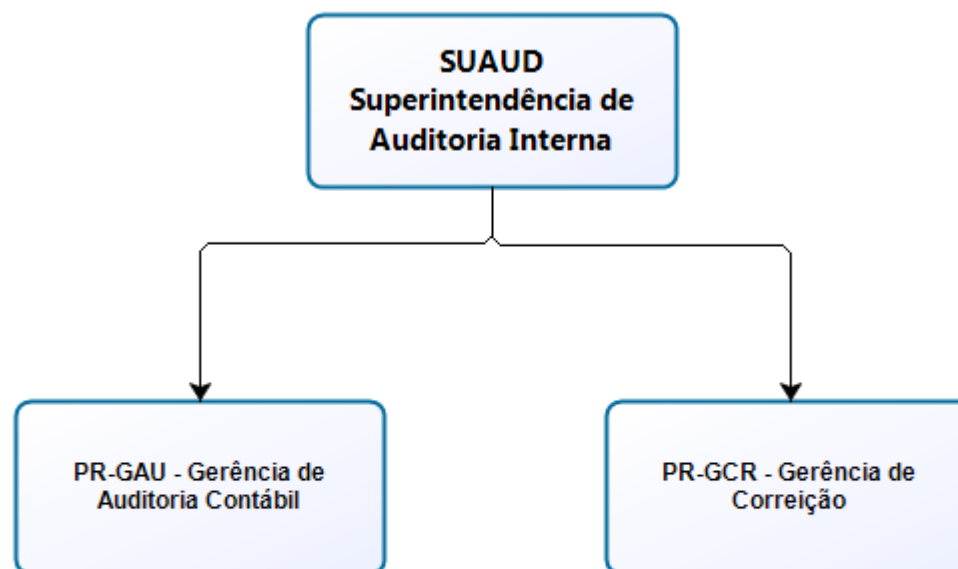 SUAUD
Superintendência de
Auditoria Interna
PR-GAU - Gerência de
Auditoria Contábil
PR-GCR - Gerência de
Correição